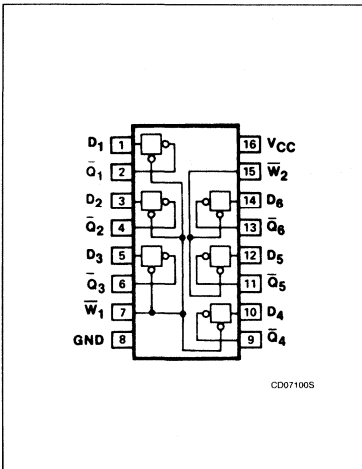 D1 1 16 VCC
Q̅1 2 15 W̅2
D2 3 14 D6
Q̅2 4 13 Q̅6
D3 5 12 D5
Q̅3 6 11 Q̅5
W̅1 7 10 D4
GND 8 9 Q̅4
CD07100S